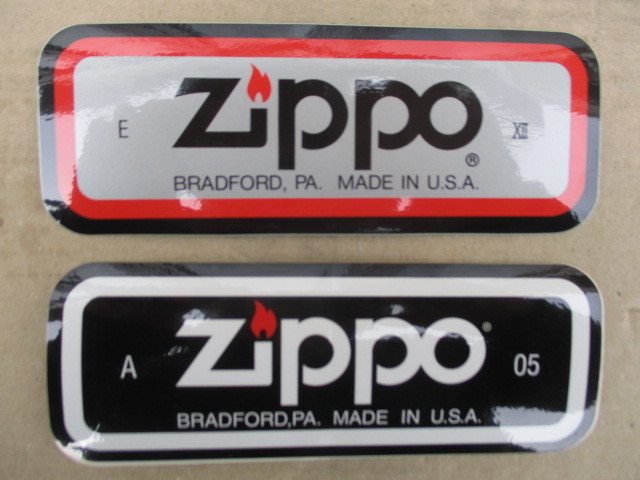 E Zippo® XII
BRADFORD, PA. MADE IN U.S.A.
A Zippo® 05
BRADFORD,PA. MADE IN U.S.A.